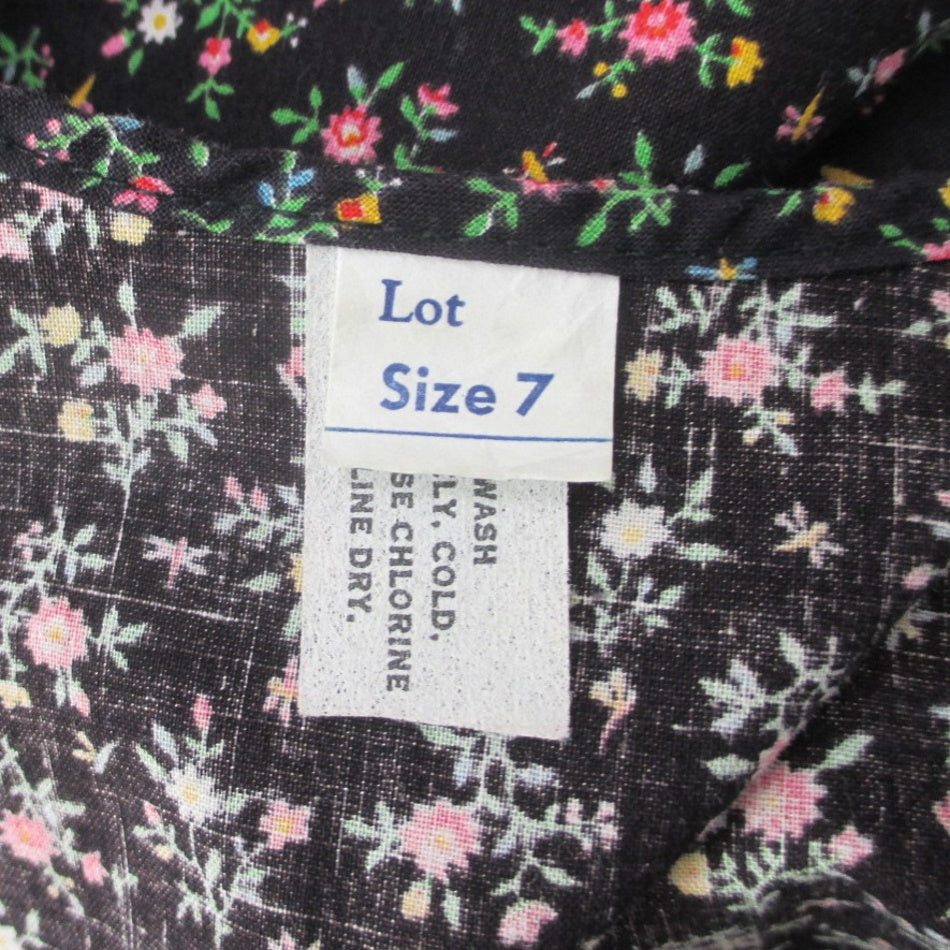 Lot
Size 7
WASH
LY, COLD.
SE CHLORINE
LINE DRY.